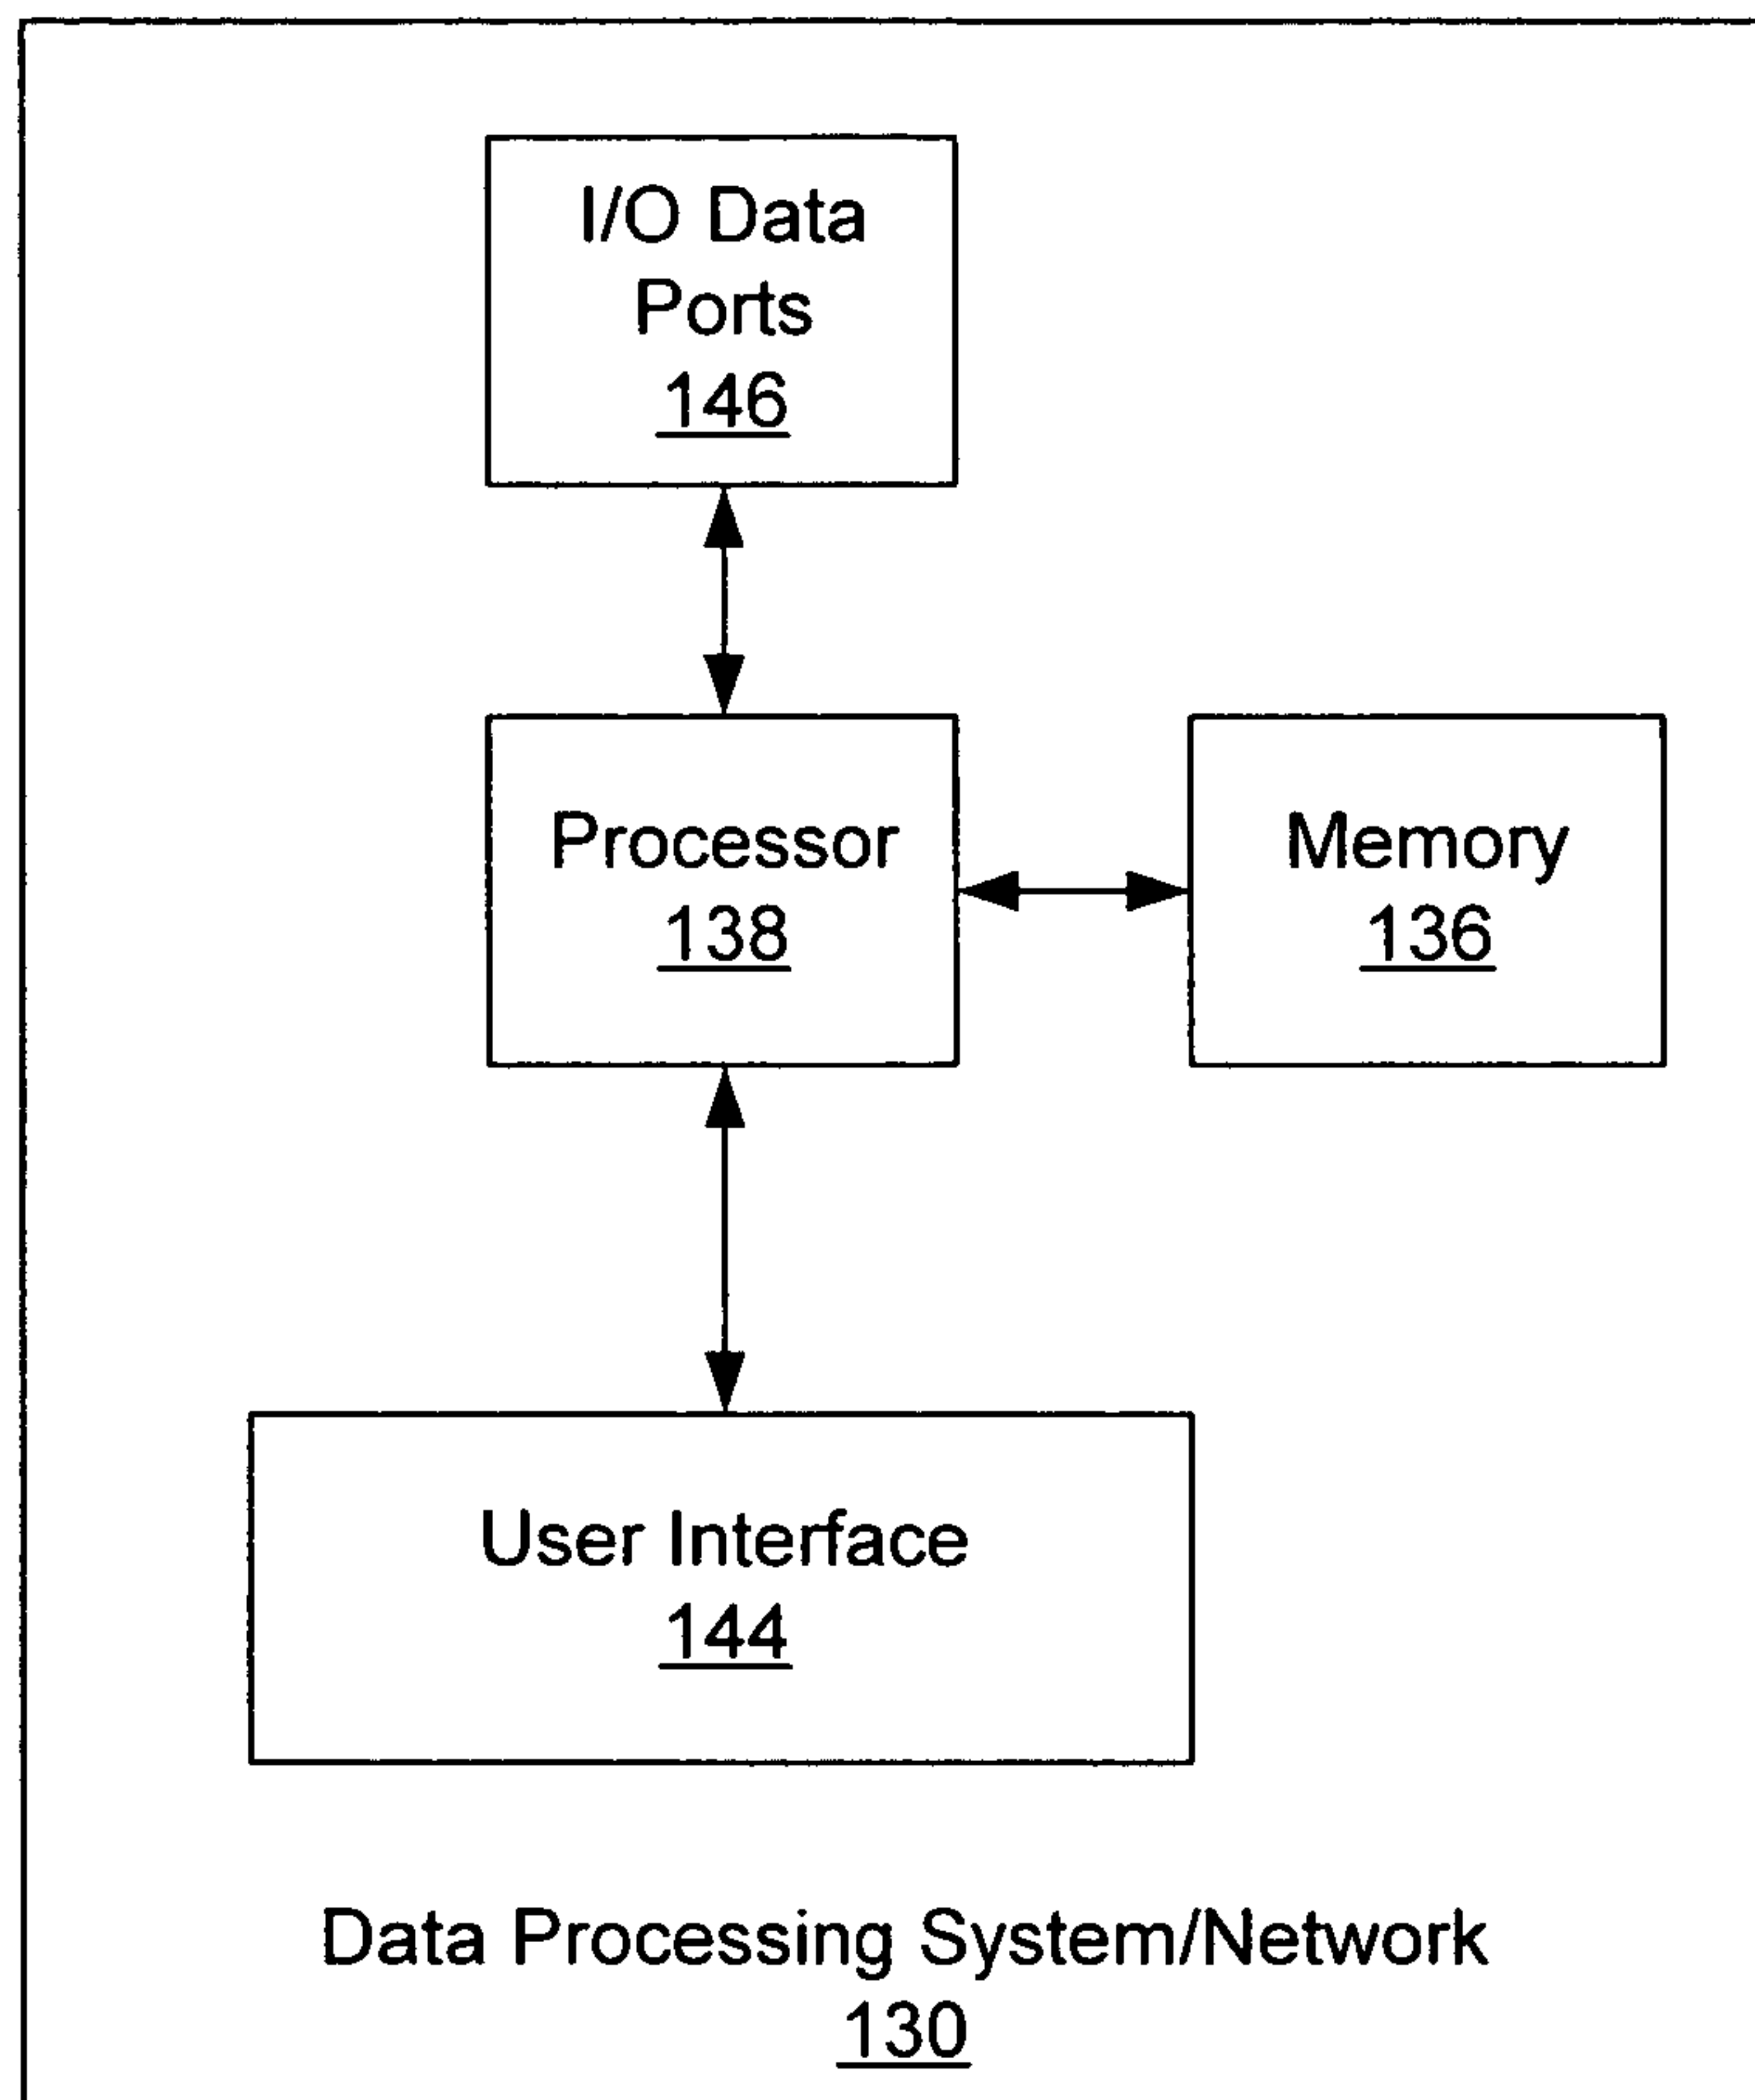 I/O Data
Ports
146
Processor
138
Memory
136
User Interface
144
Data Processing System/Network
130